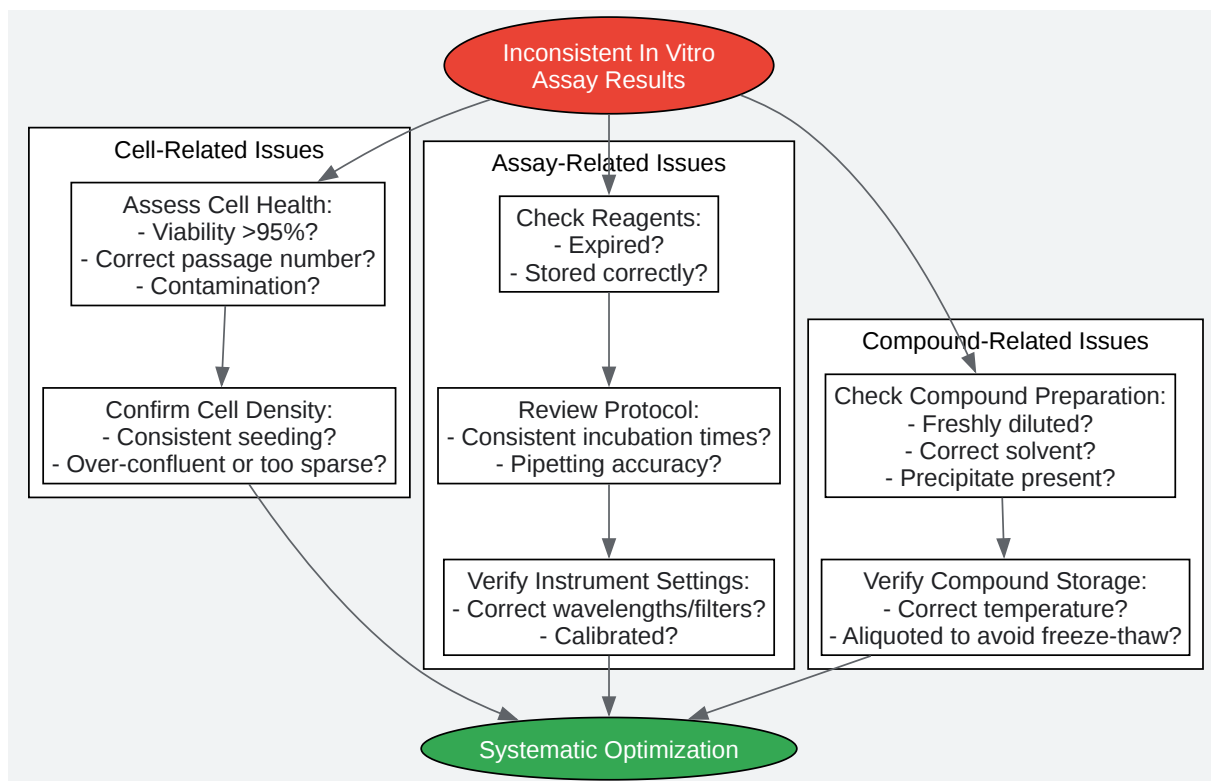 Inconsistent In Vitro
Assay Results
Cell-Related Issues
Assess Cell Health:
- Viability >95%?
- Correct passage number?
- Contamination?
Confirm Cell Density:
- Consistent seeding?
- Over-confluent or too sparse?
Assay-Related Issues
Check Reagents:
- Expired?
- Stored correctly?
Review Protocol:
- Consistent incubation times?
- Pipetting accuracy?
Verify Instrument Settings:
- Correct wavelengths/filters?
- Calibrated?
Compound-Related Issues
Check Compound Preparation:
- Freshly diluted?
- Correct solvent?
- Precipitate present?
Verify Compound Storage:
- Correct temperature?
- Aliquoted to avoid freeze-thaw?
Systematic Optimization